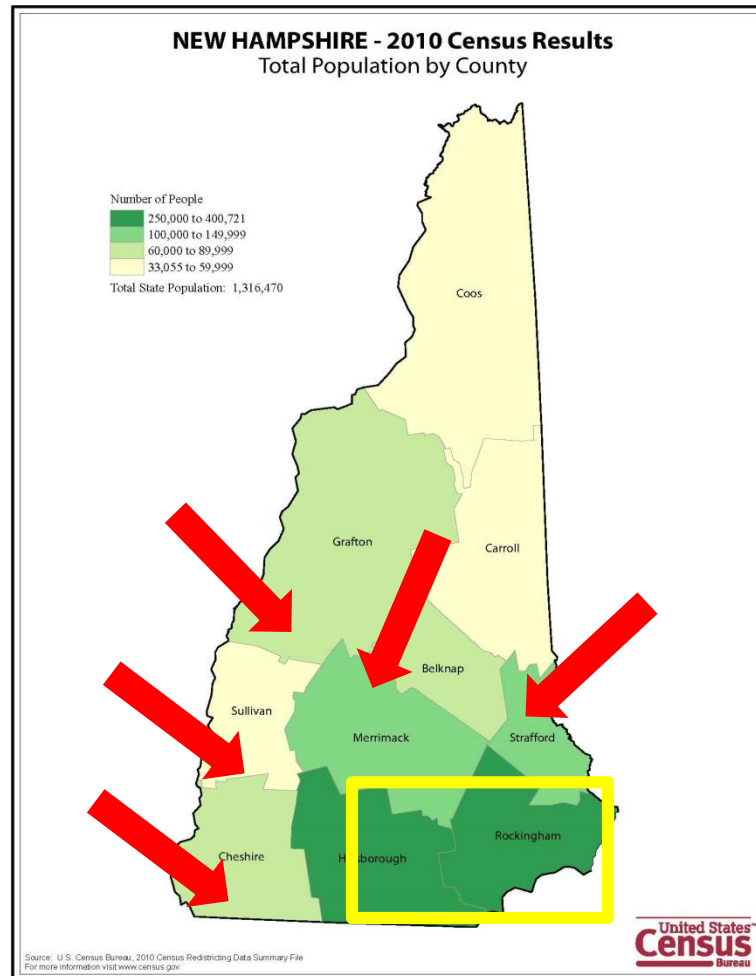 NEW HAMPSHIRE - 2010 Census Results
Total Population by County
Number of People
250,000 to 400,721
100,000 to 149,999
60,000 to 89,999
33,055 to 59,999
Total State Population: 1,316,470
Coos
Grafton
Carroll
Belknap
Sullivan
Merrimack
Strafford
Rockingham
Cheshire
Source: U.S. Census Bureau, 2010 Census Redistricting Data Summary File
For more information visit www.census.gov.
United States™
Census
Bureau